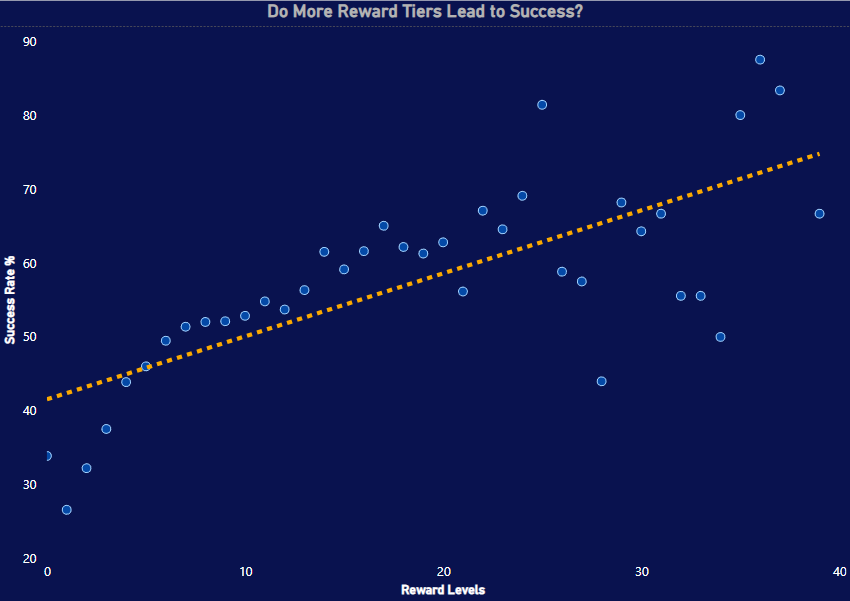 Do More Reward Tiers Lead to Success?
90
80
70
60
50
40
30
20
Success Rate %
0 10 20 30 40
Reward Levels